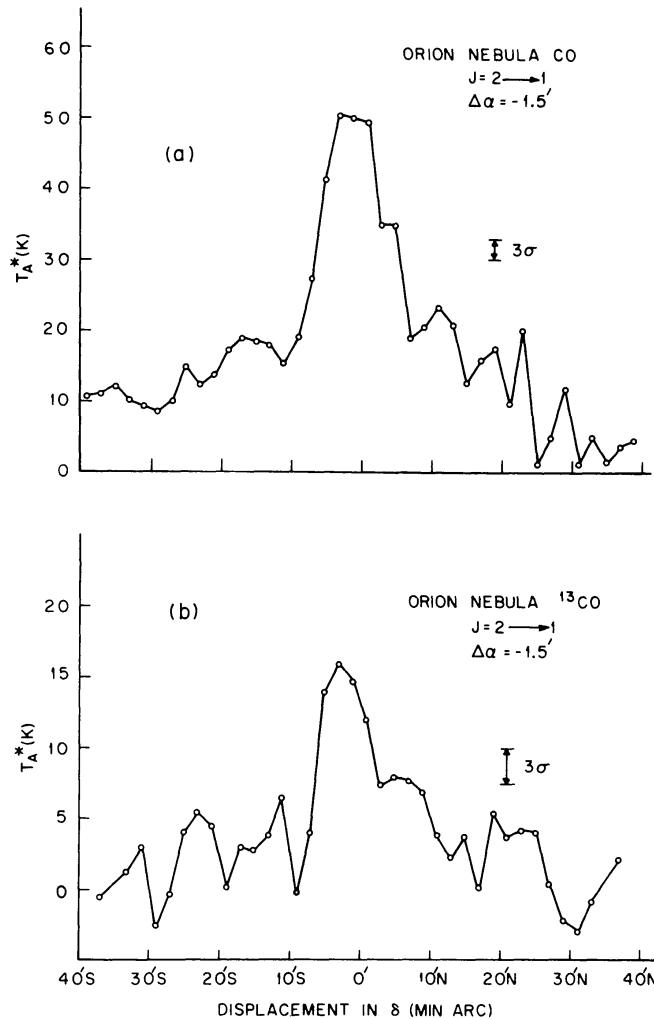 60
50
40
30
20
10
0
T_A*(K)
(a)
ORION NEBULA CO
J=2→1
Δα=-1.5′
3σ
20
15
10
5
0
T_A*(K)
(b)
ORION NEBULA ¹³CO
J=2→1
Δα=-1.5′
3σ
40′S 30′S 20′S 10′S 0′ 10′N 20′N 30′N 40′N
DISPLACEMENT IN δ (MIN ARC)